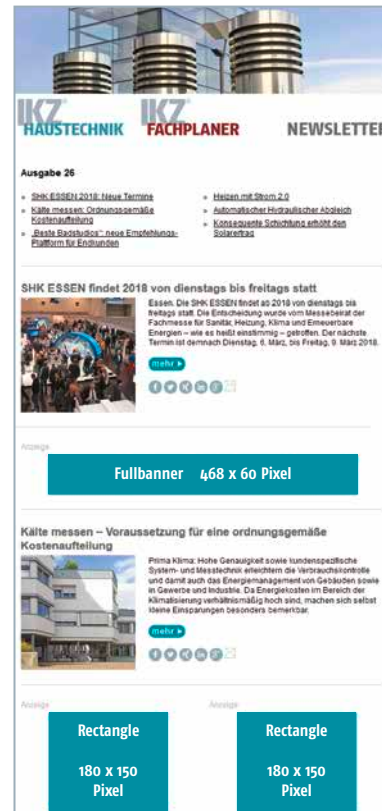 IKZ HAUSTECHNIK
IKZ FACHPLANER
NEWSLETTER
Ausgabe 26
» SHK ESSEN 2018: Neue Termine
» Kälte messen: Ordnungsgemäße
Kostenaufteilung
» „Beste Badstudios“: neue Empfehlungs-
Plattform für Endkunden
» Heizen mit Strom 2.0
» Automatischer Hydraulischer Abgleich
» Konsequente Schichtung erhöht den
Solarertrag
SHK ESSEN findet 2018 von dienstags bis freitags statt
Essen. Die SHK ESSEN findet ab 2018 von dienstags bis
freitags statt. Die Entscheidung wurde vom Messebeirat der
Fachmesse für Sanitär, Heizung, Klima und Erneuerbare
Energien – wie es heißt einstimmig – getroffen. Der nächste
Termin ist demnach Dienstag, 6. März, bis Freitag, 9. März 2018.
mehr
Anzeige
Fullbanner 468 x 60 Pixel
Kälte messen – Voraussetzung für eine ordnungsgemäße
Kostenaufteilung
Prima Klima: Hohe Genauigkeit sowie kundenspezifische
System- und Messtechnik erleichtern die Verbrauchskontrolle
und damit auch das Energiemanagement von Gebäuden sowie
in Gewerbe und Industrie. Da Energiekosten im Bereich der
Klimatisierung verhältnismäßig hoch sind, machen sich selbst
kleine Einsparungen besonders bemerkbar.
mehr
Anzeige
Anzeige
Rectangle
180 x 150
Pixel
Rectangle
180 x 150
Pixel